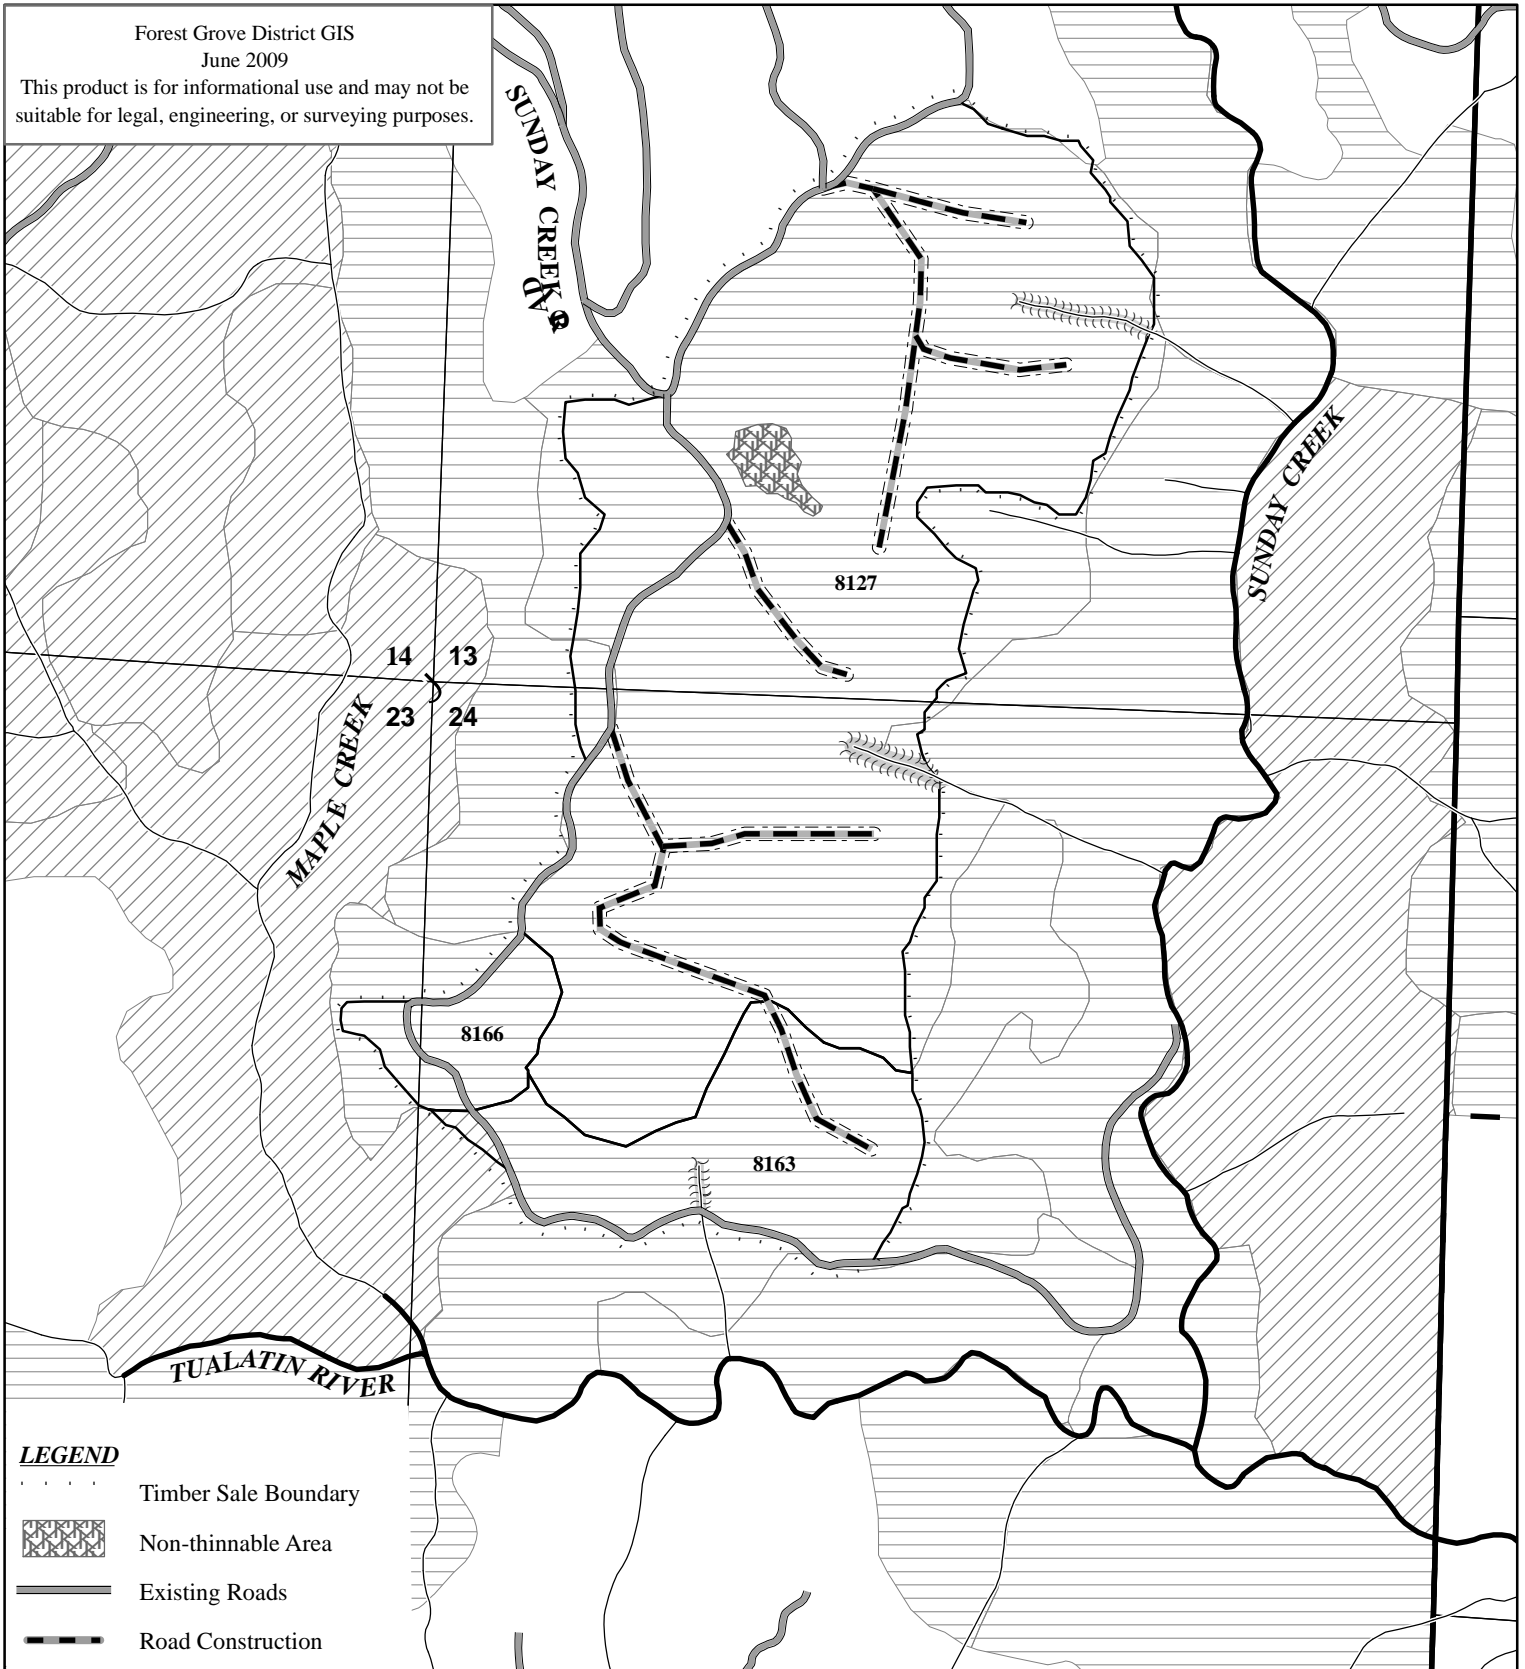 Forest Grove District GIS
June 2009
This product is for informational use and may not be
suitable for legal, engineering, or surveying purposes.
SUNDAY CREEK ROAD
SUNDAY CREEK
8127
14 13
23 24
MAPLE CREEK
8166
8163
TUALATIN RIVER
LEGEND
Timber Sale Boundary
Non-thinnable Area
Existing Roads
Road Construction